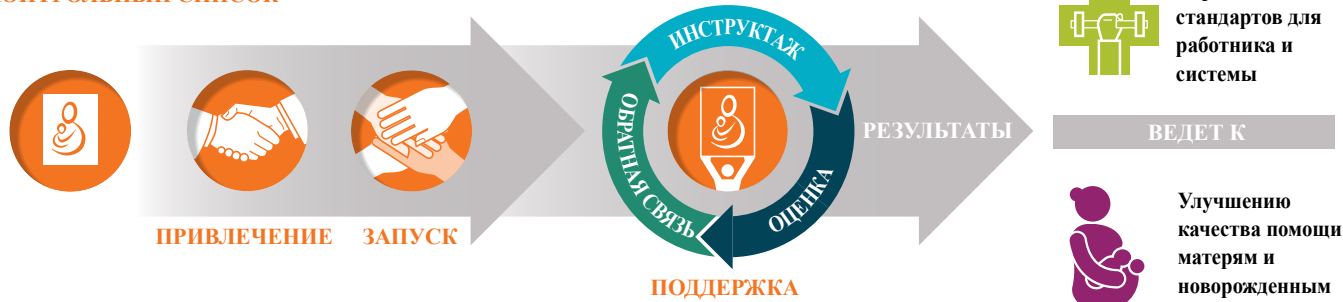 КОНТРОЛЬНЫЙ СПИСОК
ПРИВЛЕЧЕНИЕ
ЗАПУСК
ИНСТРУКТАЖ
ОЦЕНКА
ОБРАТНАЯ СВЯЗЬ
ПОДДЕРЖКА
РЕЗУЛЬТАТЫ
стандартов для
работника и
системы
ВЕДЕТ К
Улучшению
качества помощи
матерям и
новорожденным